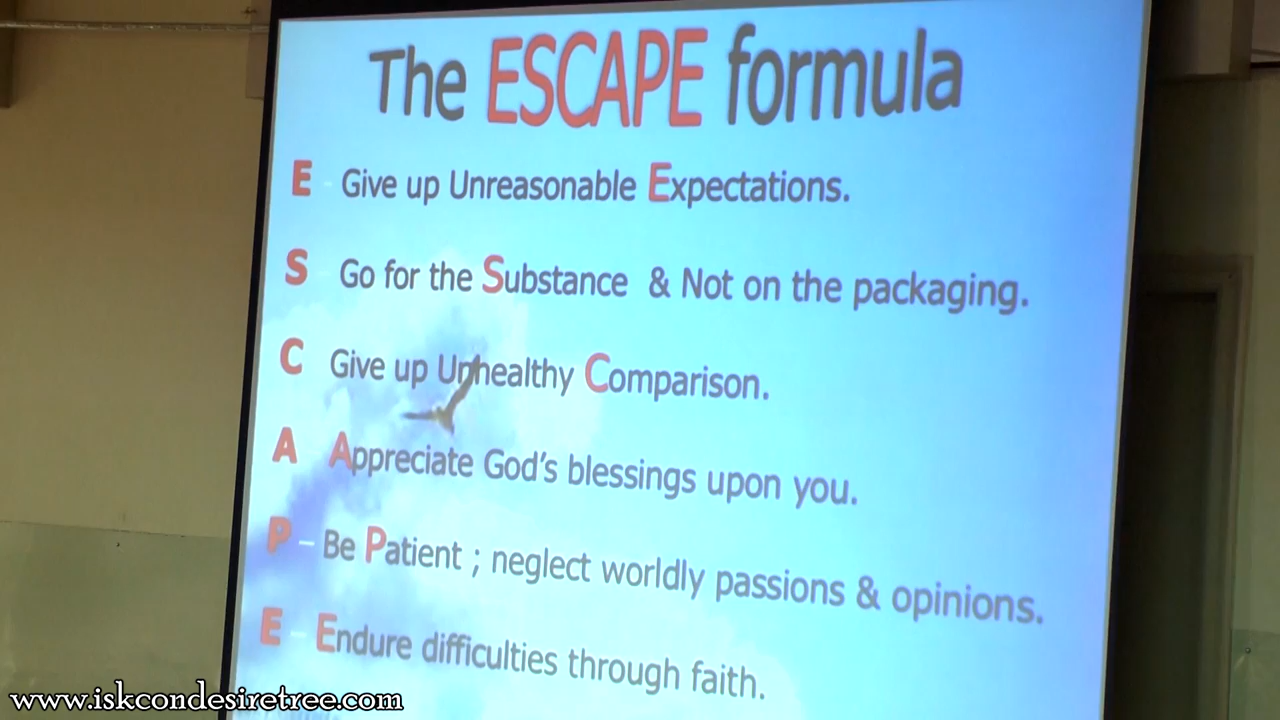 The ESCAPE formula
E - Give up Unreasonable Expectations.
S - Go for the Substance & Not on the packaging.
C Give up Unhealthy Comparison.
A Appreciate God's blessings upon you.
P – Be Patient ; neglect worldly passions & opinions.
E – Endure difficulties through faith.
www.iskcondesiretree.com